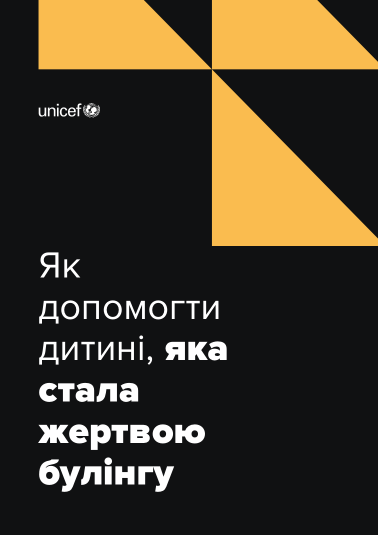 unicef
Як
допомогти
дитині, яка
стала
жертвою
булінгу